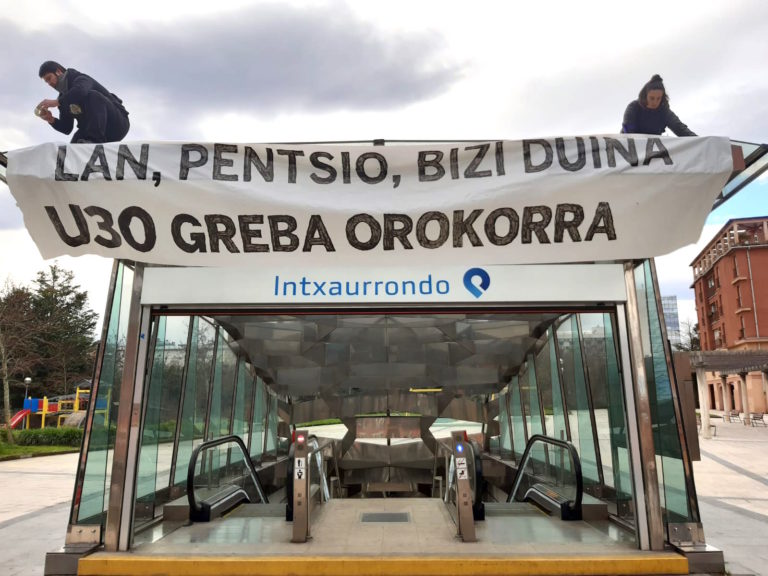 LAN, PENTSIO, BIZI DUINA
U30 GREBA OROKORRA
Intxaurrondo